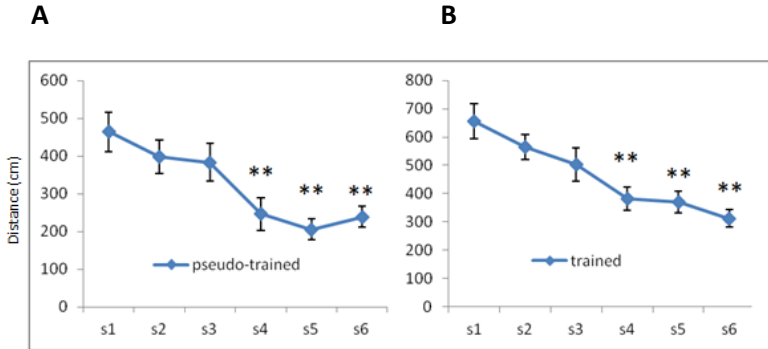 A
B
Distance (cm)
600
500
400
300
200
100
0
** ** **
pseudo-trained
s1 s2 s3 s4 s5 s6
800
700
600
500
400
300
200
100
0
** ** **
trained
s1 s2 s3 s4 s5 s6